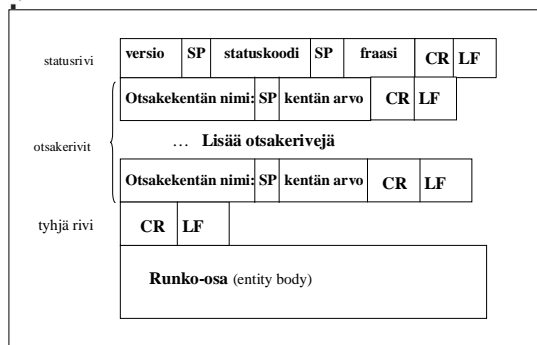 statusrivi versio SP statuskoodi SP fraasi CR LF
Otsakekentän nimi: SP kentän arvo CR LF
otsakerivit … Lisää otsakerivejä
Otsakekentän nimi: SP kentän arvo CR LF
tyhjä rivi CR LF
Runko-osa (entity body)